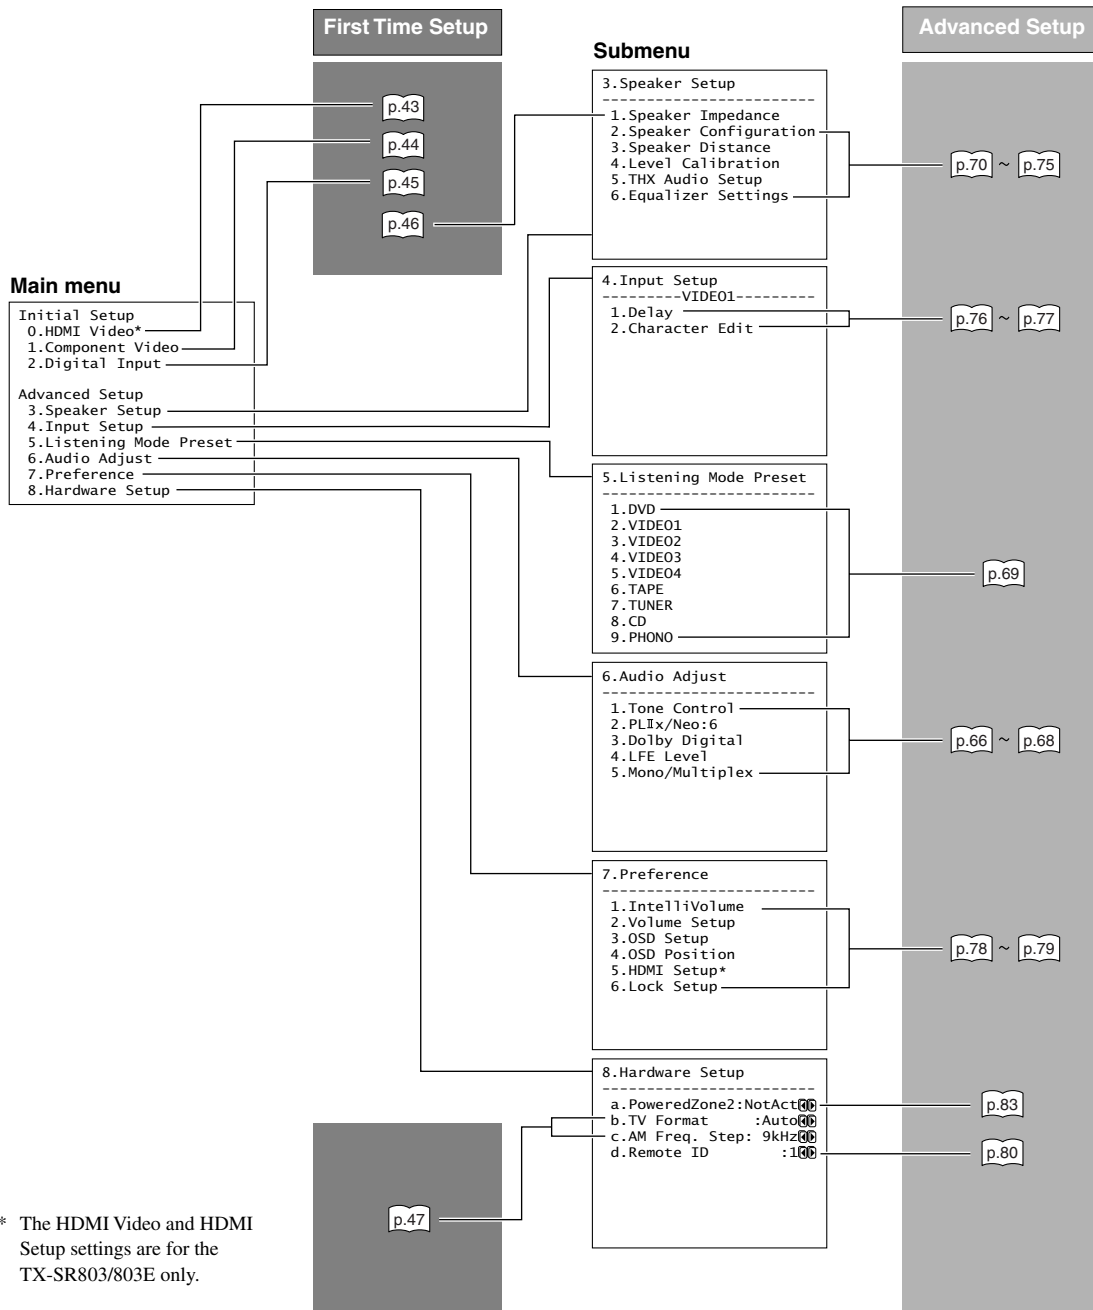 First Time Setup
Advanced Setup
Submenu
p.43
p.44
p.45
p.46
3.Speaker Setup
1.Speaker Impedance
2.Speaker Configuration
3.Speaker Distance
4.Level Calibration
5.THX Audio Setup
6.Equalizer Settings
p.70 ~ p.75
Main menu
Initial Setup
0.HDMI Video*
1.Component Video
2.Digital Input
Advanced Setup
3.Speaker Setup
4.Input Setup
5.Listening Mode Preset
6.Audio Adjust
7.Preference
8.Hardware Setup
4.Input Setup
----------VIDEO1----------
1.Delay
2.Character Edit
p.76 ~ p.77
5.Listening Mode Preset
1.DVD
2.VIDEO1
3.VIDEO2
4.VIDEO3
5.VIDEO4
6.TAPE
7.TUNER
8.CD
9.PHONO
p.69
6.Audio Adjust
1.Tone Control
2.PLⅡx/Neo:6
3.Dolby Digital
4.LFE Level
5.Mono/Multiplex
p.66 ~ p.68
7.Preference
1.IntelliVolume
2.Volume Setup
3.OSD Setup
4.OSD Position
5.HDMI Setup*
6.Lock Setup
p.78 ~ p.79
8.Hardware Setup
a.PoweredZone2:NotAct
b.TV Format :Auto
c.AM Freq. Step: 9kHz
d.Remote ID :1
p.83
p.80
p.47
* The HDMI Video and HDMI
Setup settings are for the
TX-SR803/803E only.